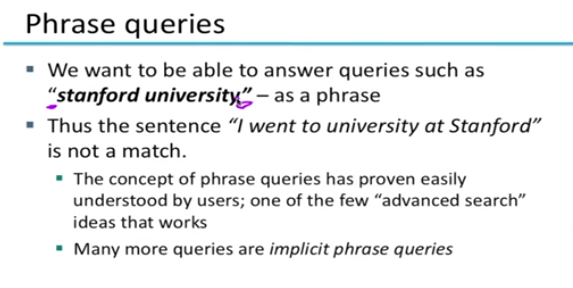 Phrase queries
▪ We want to be able to answer queries such as
“stanford university” – as a phrase
▪ Thus the sentence “I went to university at Stanford”
is not a match.
▪ The concept of phrase queries has proven easily
understood by users; one of the few “advanced search”
ideas that works
▪ Many more queries are implicit phrase queries